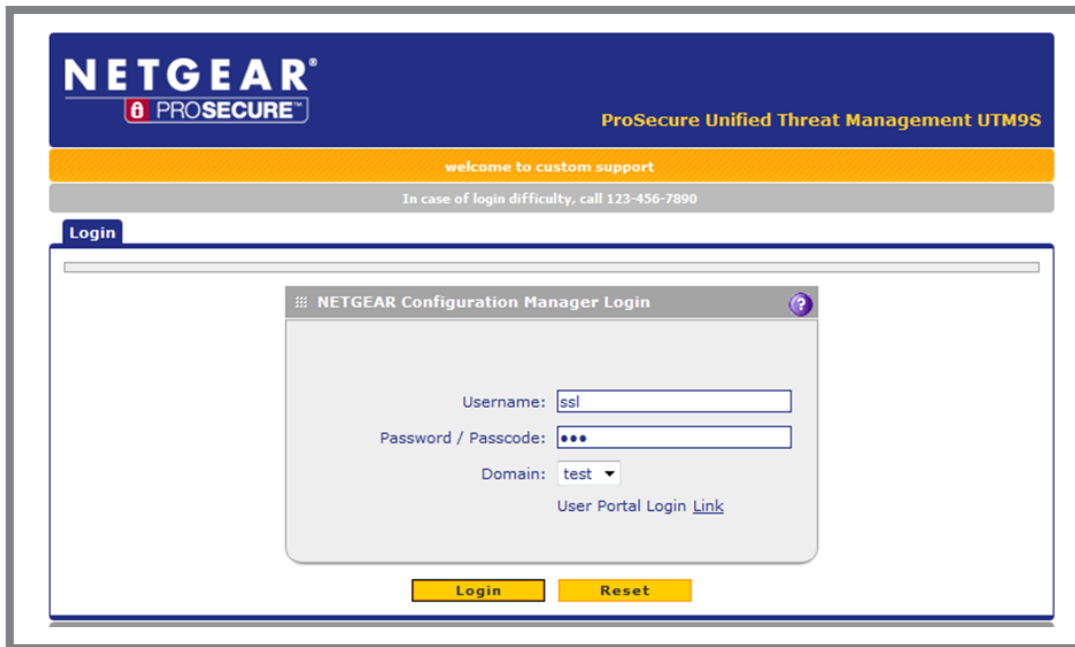 NETGEAR®
PROSECURE™
ProSecure Unified Threat Management UTM9S
welcome to custom support
In case of login difficulty, call 123-456-7890
Login
NETGEAR Configuration Manager Login
?
Username: ssl
Password / Passcode: •••
Domain: test
User Portal Login Link
Login Reset